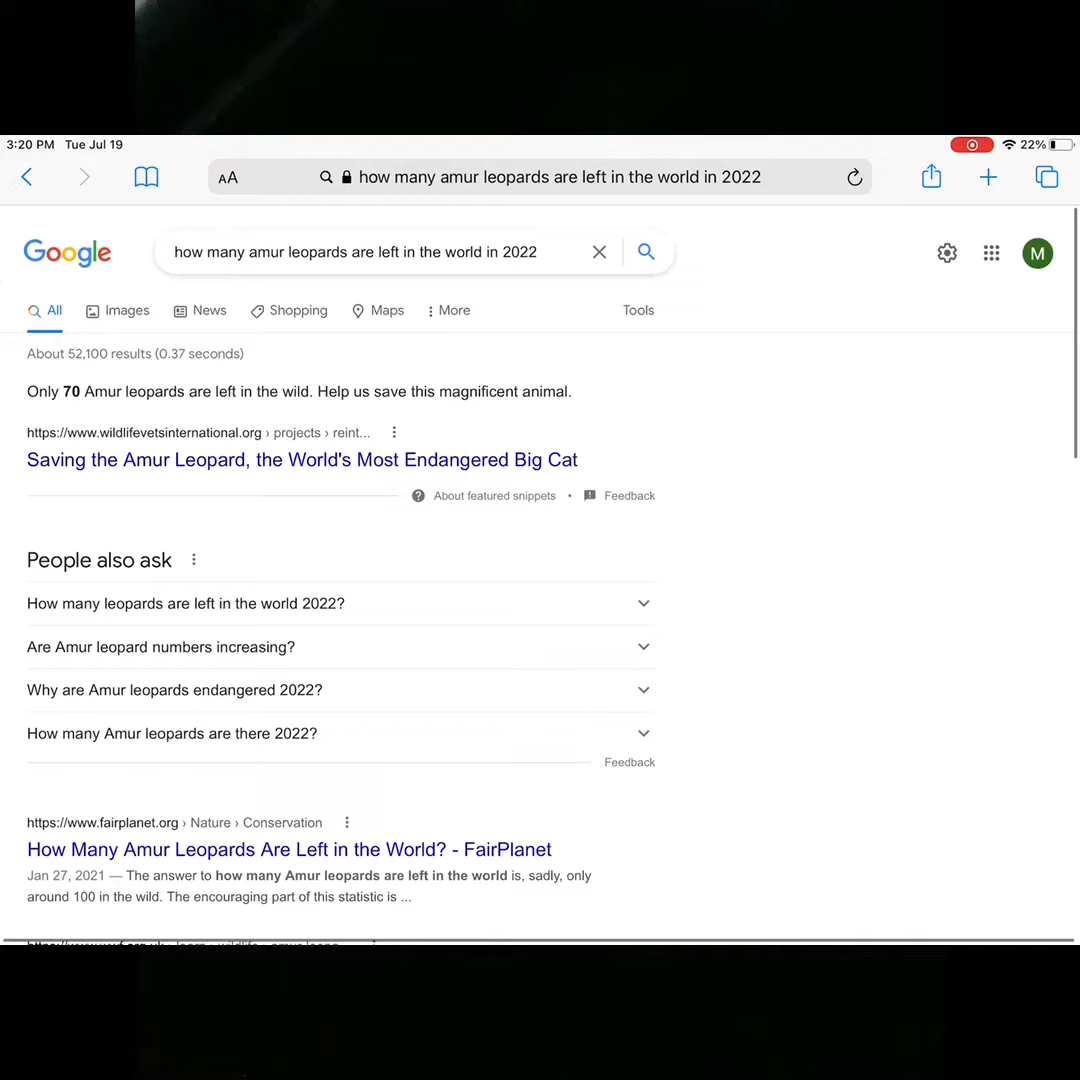 3:20 PM Tue Jul 19
22%
AA how many amur leopards are left in the world in 2022
Google how many amur leopards are left in the world in 2022 M
All Images News Shopping Maps More Tools
About 52,100 results (0.37 seconds)
Only 70 Amur leopards are left in the wild. Help us save this magnificent animal.
https://www.wildlifevetsinternational.org › projects › reint...
Saving the Amur Leopard, the World's Most Endangered Big Cat
About featured snippets • Feedback
People also ask
How many leopards are left in the world 2022?
Are Amur leopard numbers increasing?
Why are Amur leopards endangered 2022?
How many Amur leopards are there 2022?
Feedback
https://www.fairplanet.org › Nature › Conservation
How Many Amur Leopards Are Left in the World? - FairPlanet
Jan 27, 2021 — The answer to how many Amur leopards are left in the world is, sadly, only
around 100 in the wild. The encouraging part of this statistic is ...